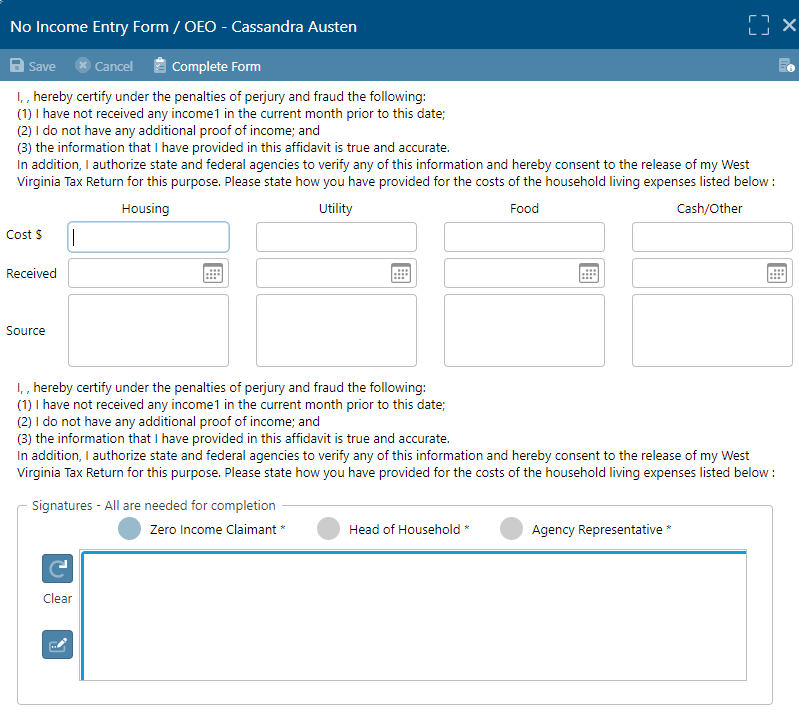 No Income Entry Form / OEO - Cassandra Austen
Save Cancel Complete Form
I, , hereby certify under the penalties of perjury and fraud the following:
(1) I have not received any income1 in the current month prior to this date;
(2) I do not have any additional proof of income; and
(3) the information that I have provided in this affidavit is true and accurate.
In addition, I authorize state and federal agencies to verify any of this information and hereby consent to the release of my West
Virginia Tax Return for this purpose. Please state how you have provided for the costs of the household living expenses listed below :
Housing Utility Food Cash/Other
Cost $
Received
Source
I, , hereby certify under the penalties of perjury and fraud the following:
(1) I have not received any income1 in the current month prior to this date;
(2) I do not have any additional proof of income; and
(3) the information that I have provided in this affidavit is true and accurate.
In addition, I authorize state and federal agencies to verify any of this information and hereby consent to the release of my West
Virginia Tax Return for this purpose. Please state how you have provided for the costs of the household living expenses listed below :
Signatures - All are needed for completion
Zero Income Claimant * Head of Household * Agency Representative *
Clear